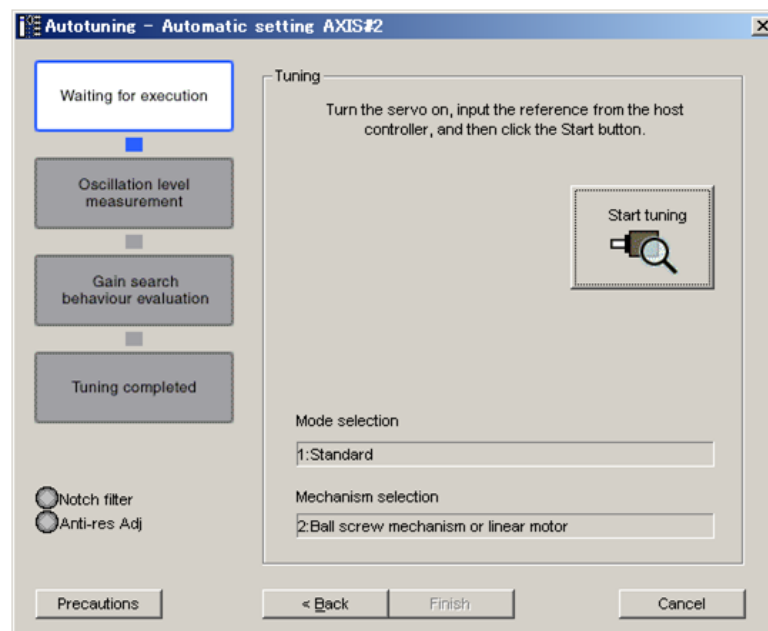 Autotuning - Automatic setting AXIS#2
Waiting for execution
Oscillation level
measurement
Gain search
behaviour evaluation
Tuning completed
Notch filter
Anti-res Adj
Tuning
Turn the servo on, input the reference from the host
controller, and then click the Start button.
Start tuning
Mode selection
1:Standard
Mechanism selection
2:Ball screw mechanism or linear motor
Precautions
< Back
Finish
Cancel